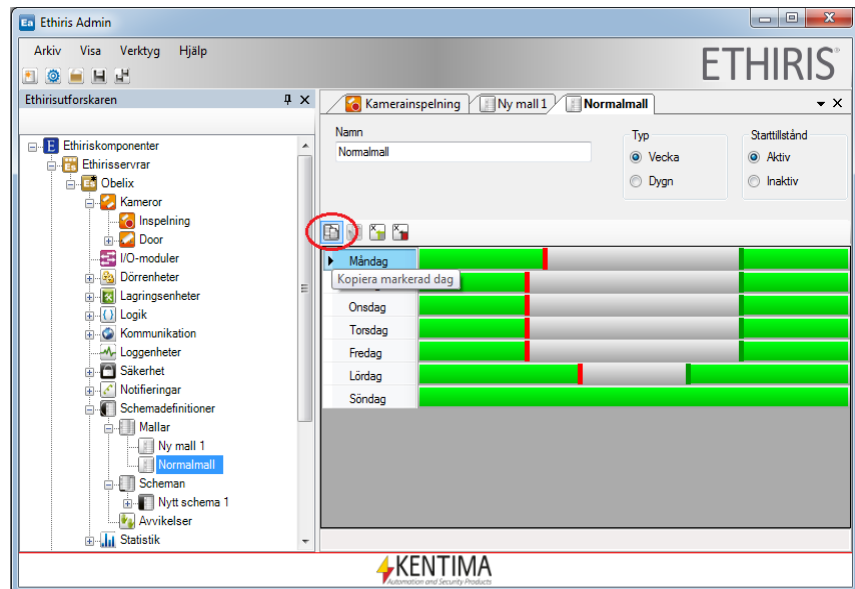 Ea Ethiris Admin
Arkiv Visa Verktyg Hjälp
ETHIRIS
Ethirisutforskaren
Kamerainspelning Ny mall 1 Normalmall
Namn
Normalmall
Typ
Vecka
Dygn
Starttillstånd
Aktiv
Inaktiv
Ethiriskomponenter
Ethirisservrar
Obelix
Kameror
Inspelning
Door
I/O-moduler
Dörrenheter
Lagringsenheter
Logik
Kommunikation
Loggenheter
Säkerhet
Notifieringar
Schemadefinitioner
Mallar
Ny mall 1
Normalmall
Scheman
Nytt schema 1
Avvikelser
Statistik
Måndag
Kopiera markerad dag
Onsdag
Torsdag
Fredag
Lördag
Söndag
KENTIMA
Automation and Security Products